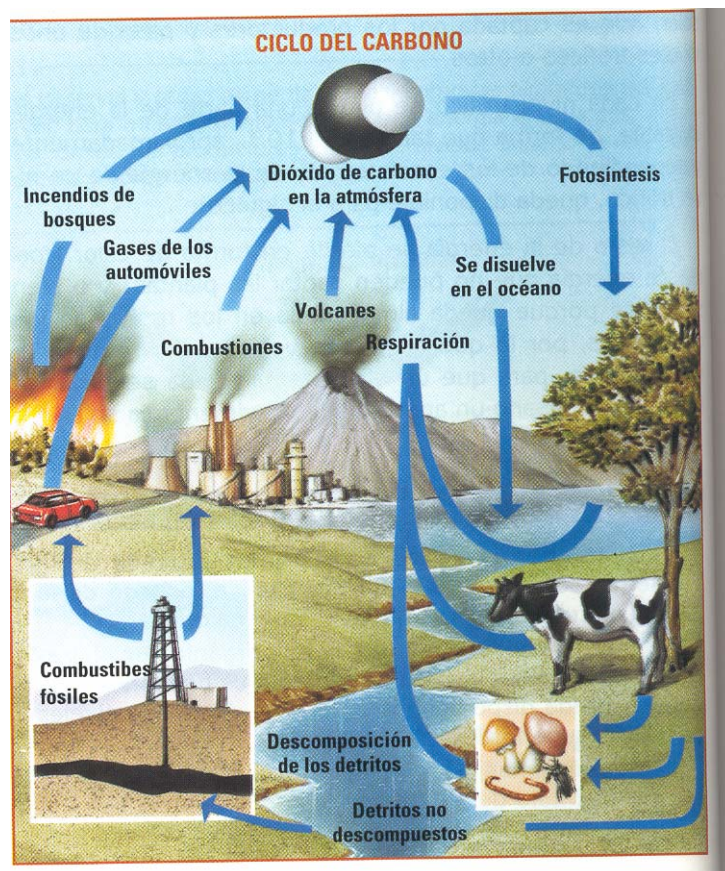 CICLO DEL CARBONO
Dióxido de carbono
en la atmósfera
Fotosíntesis
Incendios de
bosques
Gases de los
automóviles
Se disuelve
en el océano
Volcanes
Combustiones
Respiración
Combustibes
fòsiles
Descomposición
de los detritos
Detritos no
descompuestos